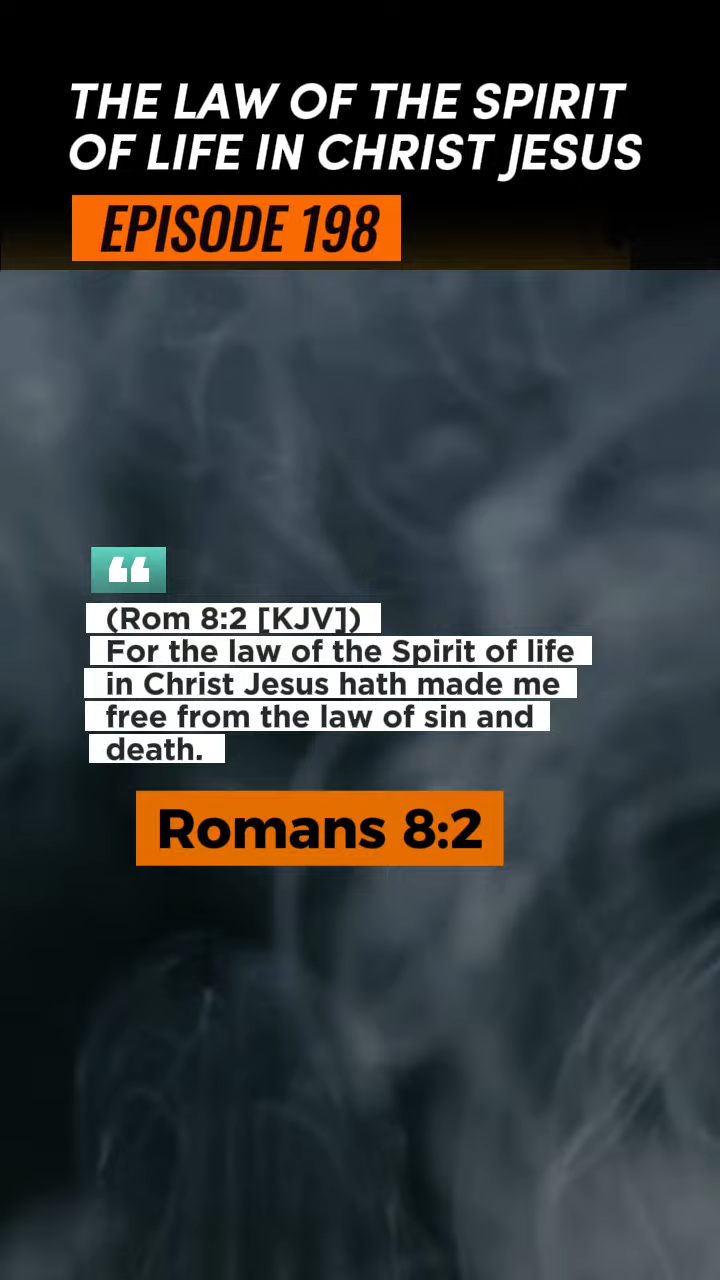 THE LAW OF THE SPIRIT
OF LIFE IN CHRIST JESUS
EPISODE 198
“
(Rom 8:2 [KJV])
For the law of the Spirit of life
in Christ Jesus hath made me
free from the law of sin and
death.
Romans 8:2